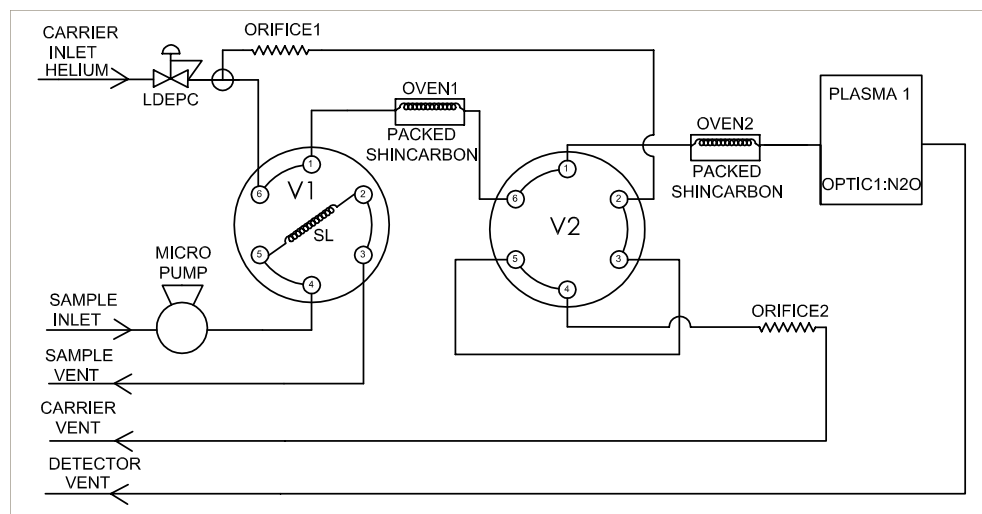 CARRIER
INLET
HELIUM
LDEPC
ORIFICE1
OVEN1
PACKED
SHINCARBON
OVEN2
PACKED
SHINCARBON
PLASMA 1
OPTIC1:N2O
V1
1
2
3
4
5
6
SL
V2
1
2
3
4
5
6
MICRO
PUMP
SAMPLE
INLET
ORIFICE2
SAMPLE
VENT
CARRIER
VENT
DETECTOR
VENT